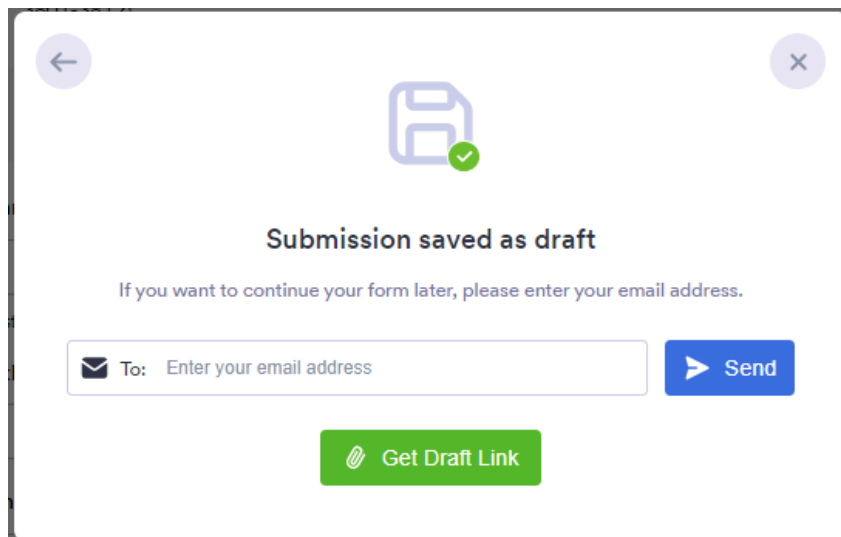 Submission saved as draft
If you want to continue your form later, please enter your email address.
To: Enter your email address
Send
Get Draft Link